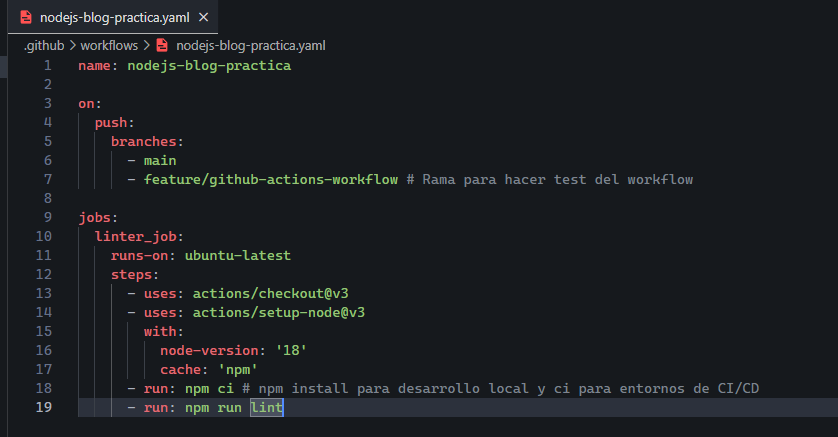 nodejs-blog-practica.yaml ×
.github > workflows > nodejs-blog-practica.yaml
1 name: nodejs-blog-practica
2
3 on:
4   push:
5     branches:
6       - main
7       - feature/github-actions-workflow # Rama para hacer test del workflow
8
9 jobs:
10   linter_job:
11     runs-on: ubuntu-latest
12     steps:
13       - uses: actions/checkout@v3
14       - uses: actions/setup-node@v3
15         with:
16           node-version: '18'
17           cache: 'npm'
18       - run: npm ci # npm install para desarrollo local y ci para entornos de CI/CD
19       - run: npm run lint